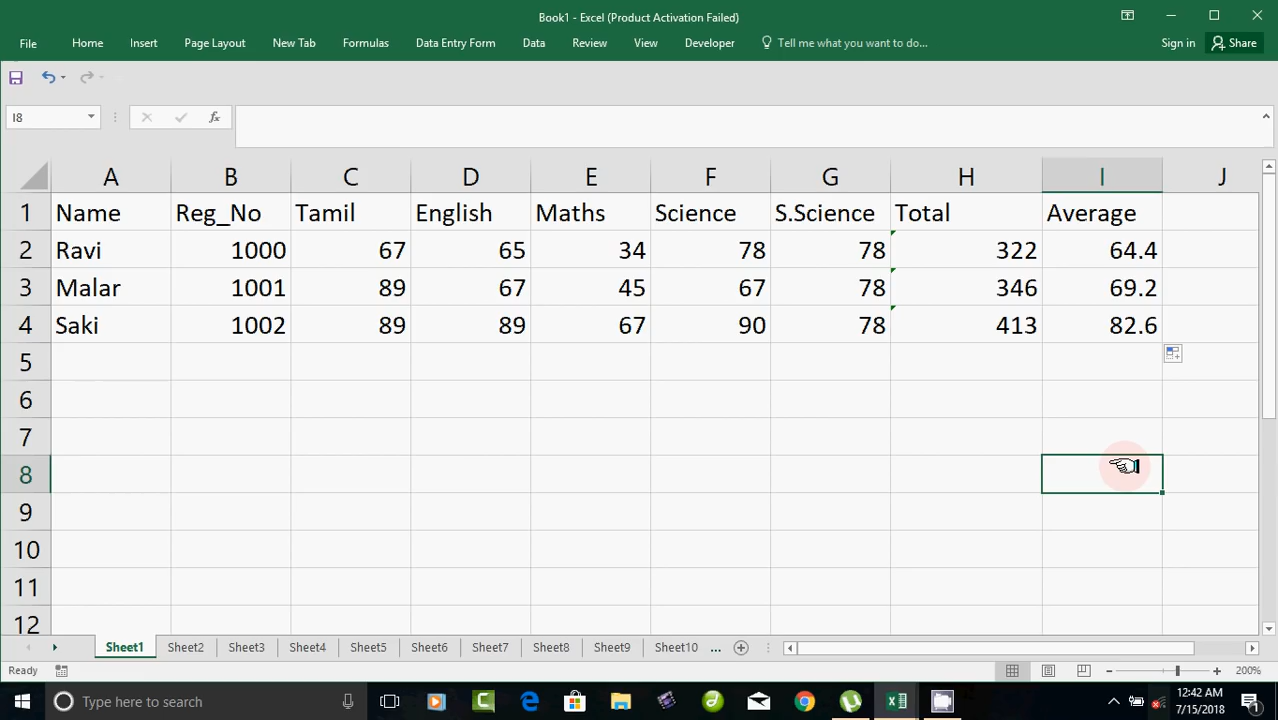 Book1 - Excel (Product Activation Failed)
File Home Insert Page Layout New Tab Formulas Data Entry Form Data Review View Developer Tell me what you want to do... Sign in Share
I8 fx
A B C D E F G H I J
1 Name Reg_No Tamil English Maths Science S.Science Total Average
2 Ravi 1000 67 65 34 78 78 322 64.4
3 Malar 1001 89 67 45 67 78 346 69.2
4 Saki 1002 89 89 67 90 78 413 82.6
5
6
7
8
9
10
11
12
Sheet1 Sheet2 Sheet3 Sheet4 Sheet5 Sheet6 Sheet7 Sheet8 Sheet9 Sheet10 ...
Ready 200%
Type here to search 12:42 AM
7/15/2018 1